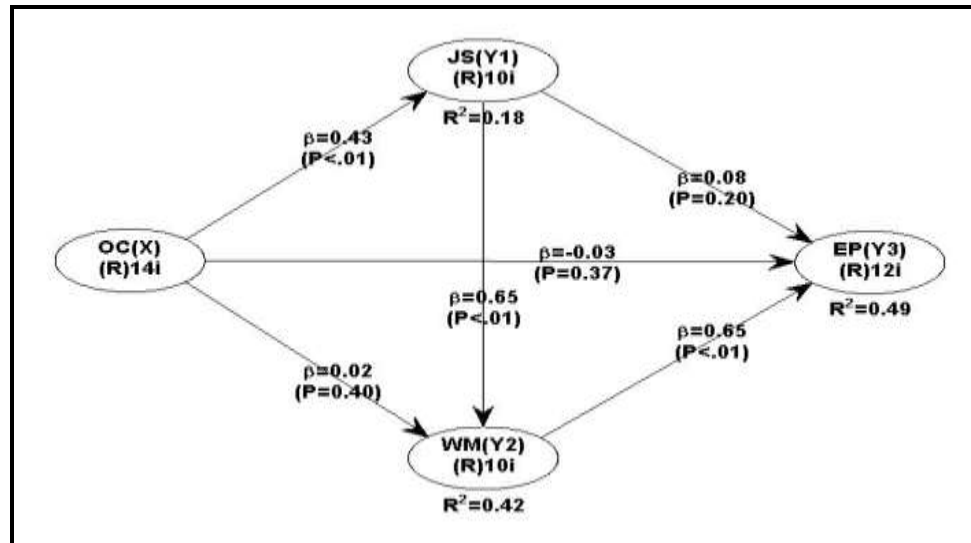 JS(Y1)
(R)10i
R²=0.18
β=0.43
(P<.01)
β=0.08
(P=0.20)
OC(X)
(R)14i
β=-0.03
(P=0.37)
EP(Y3)
(R)12i
R²=0.49
β=0.65
(P<.01)
β=0.65
(P<.01)
β=0.02
(P=0.40)
WM(Y2)
(R)10i
R²=0.42